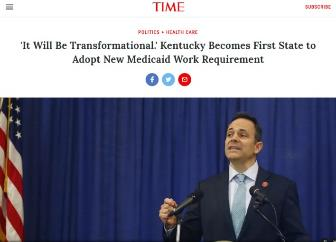 TIME
SUBSCRIBE
POLITICS • HEALTH CARE
'It Will Be Transformational.' Kentucky Becomes First State to
Adopt New Medicaid Work Requirement